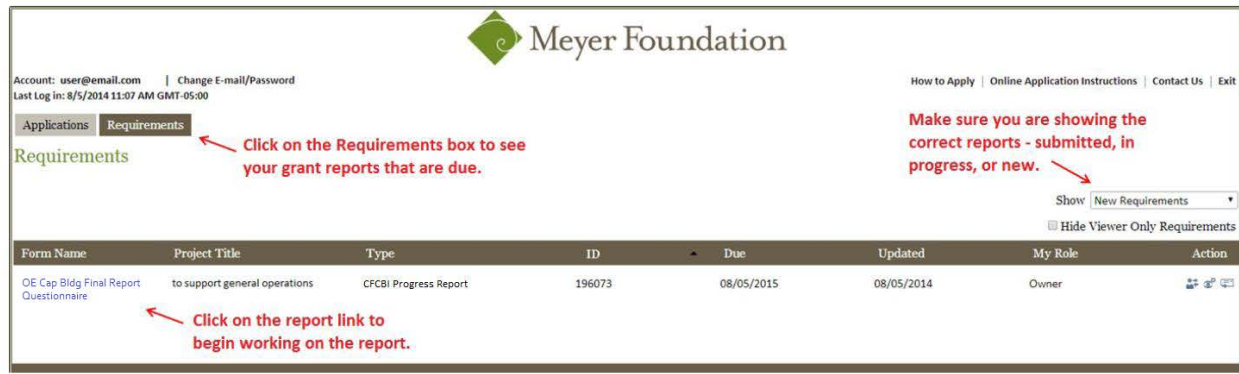 Meyer Foundation
Account: user@email.com | Change E-mail/Password
How to Apply | Online Application Instructions | Contact Us | Exit
Last Log in: 8/5/2014 11:07 AM GMT-05:00
Applications Requirements
Requirements
Click on the Requirements box to see
your grant reports that are due.
Make sure you are showing the
correct reports - submitted, in
progress, or new.
Show New Requirements
Hide Viewer Only Requirements
Form Name Project Title Type ID Due Updated My Role Action
OE Cap Bldg Final Report to support general operations CFCBI Progress Report 196073 08/05/2015 08/05/2014 Owner
Questionnaire
Click on the report link to
begin working on the report.